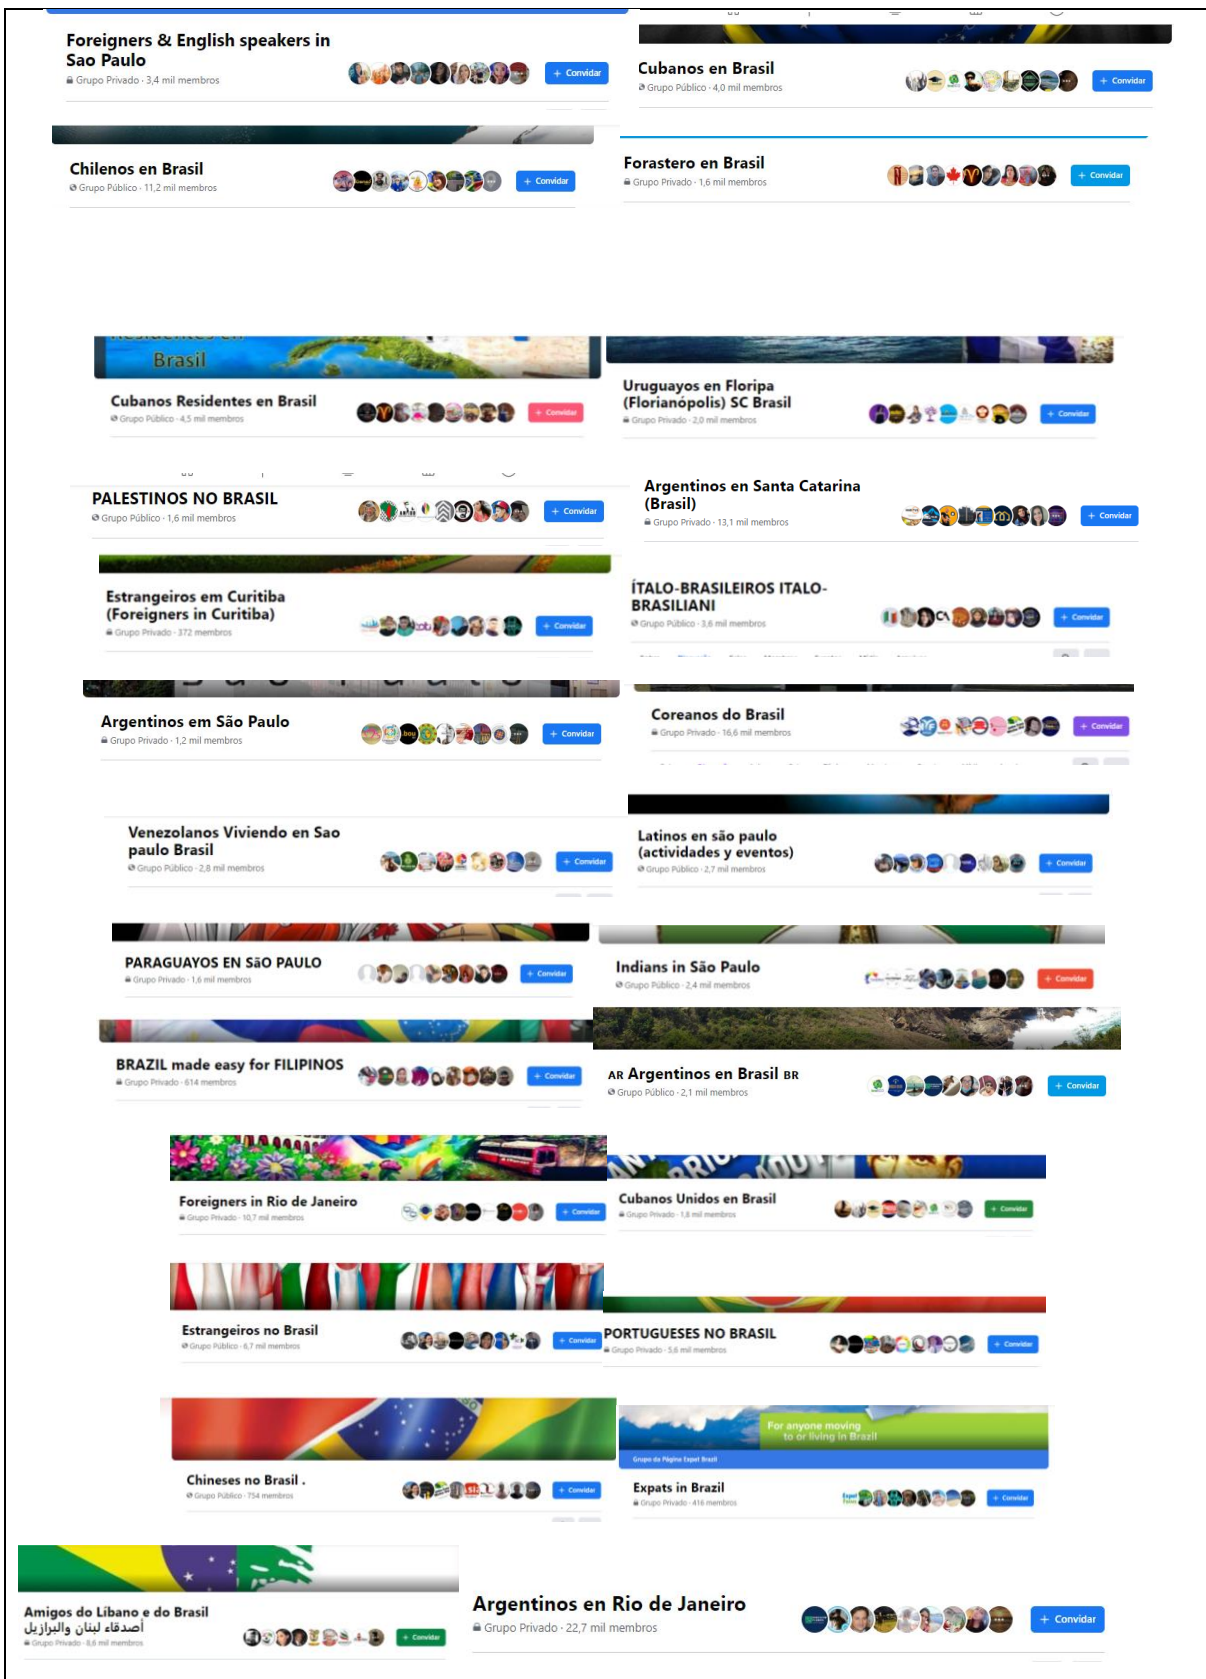 Foreigners & English speakers in
Sao Paulo
Grupo Privado · 3,4 mil membros
+ Convidar
Cubanos en Brasil
Grupo Público · 4,0 mil membros
+ Convidar
Chilenos en Brasil
Grupo Público · 11,2 mil membros
+ Convidar
Forastero en Brasil
Grupo Privado · 1,6 mil membros
+ Convidar
Residentes en
Brasil
Cubanos Residentes en Brasil
Grupo Público · 4,5 mil membros
+ Convidar
Uruguayos en Floripa
(Florianópolis) SC Brasil
Grupo Privado · 2,0 mil membros
+ Convidar
PALESTINOS NO BRASIL
Grupo Público · 1,6 mil membros
+ Convidar
Argentinos en Santa Catarina
(Brasil)
Grupo Privado · 13,1 mil membros
+ Convidar
Estrangeiros em Curitiba
(Foreigners in Curitiba)
Grupo Privado · 372 membros
+ Convidar
ÍTALO-BRASILEIROS ITALO-
BRASILIANI
Grupo Público · 3,6 mil membros
+ Convidar
São Paulo
Argentinos em São Paulo
Grupo Privado · 1,2 mil membros
+ Convidar
Coreanos do Brasil
Grupo Privado · 16,6 mil membros
+ Convidar
Venezolanos Viviendo en Sao
paulo Brasil
Grupo Público · 2,8 mil membros
+ Convidar
Latinos en são paulo
(actividades y eventos)
Grupo Público · 2,7 mil membros
+ Convidar
PARAGUAYOS EN SãO PAULO
Grupo Privado · 1,6 mil membros
+ Convidar
Indians in São Paulo
Grupo Público · 2,4 mil membros
+ Convidar
BRAZIL made easy for FILIPINOS
Grupo Privado · 614 membros
+ Convidar
AR Argentinos en Brasil BR
Grupo Público · 2,1 mil membros
+ Convidar
Foreigners in Rio de Janeiro
Grupo Privado · 10,7 mil membros
+ Convidar
Cubanos Unidos en Brasil
Grupo Privado · 1,8 mil membros
+ Convidar
Estrangeiros no Brasil
Grupo Público · 6,7 mil membros
+ Convidar
PORTUGUESES NO BRASIL
Grupo Privado · 5,6 mil membros
+ Convidar
Chineses no Brasil .
Grupo Público · 754 membros
+ Convidar
For anyone moving
to or living in Brazil
Grupo da Página Expat Brazil
Expats in Brazil
Grupo Privado · 416 membros
+ Convidar
Amigos do Líbano e do Brasil
أصدقاء لبنان والبرازيل
Grupo Privado · 8,6 mil membros
+ Convidar
Argentinos en Rio de Janeiro
Grupo Privado · 22,7 mil membros
+ Convidar